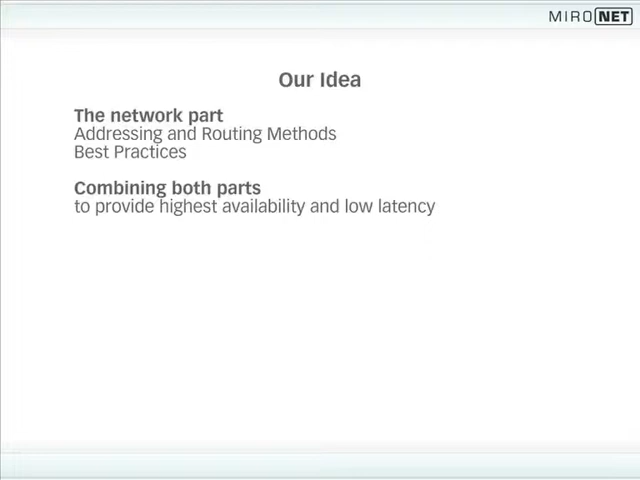 MIRO NET
Our Idea
The network part
Addressing and Routing Methods
Best Practices
Combining both parts
to provide highest availability and low latency